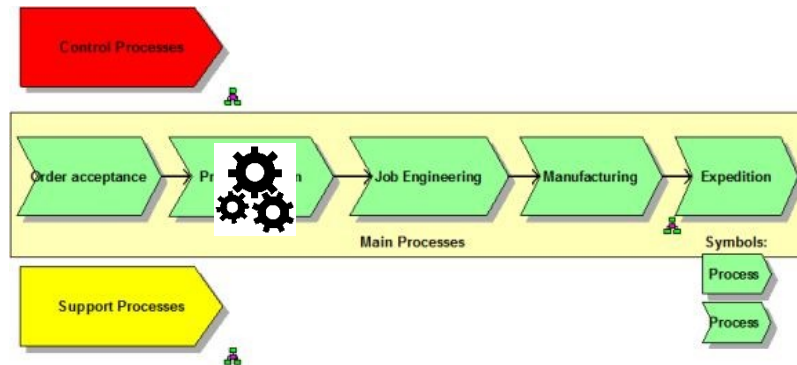 Control Processes
Order acceptance
Job Engineering
Manufacturing
Expedition
Main Processes
Symbols:
Process
Process
Support Processes